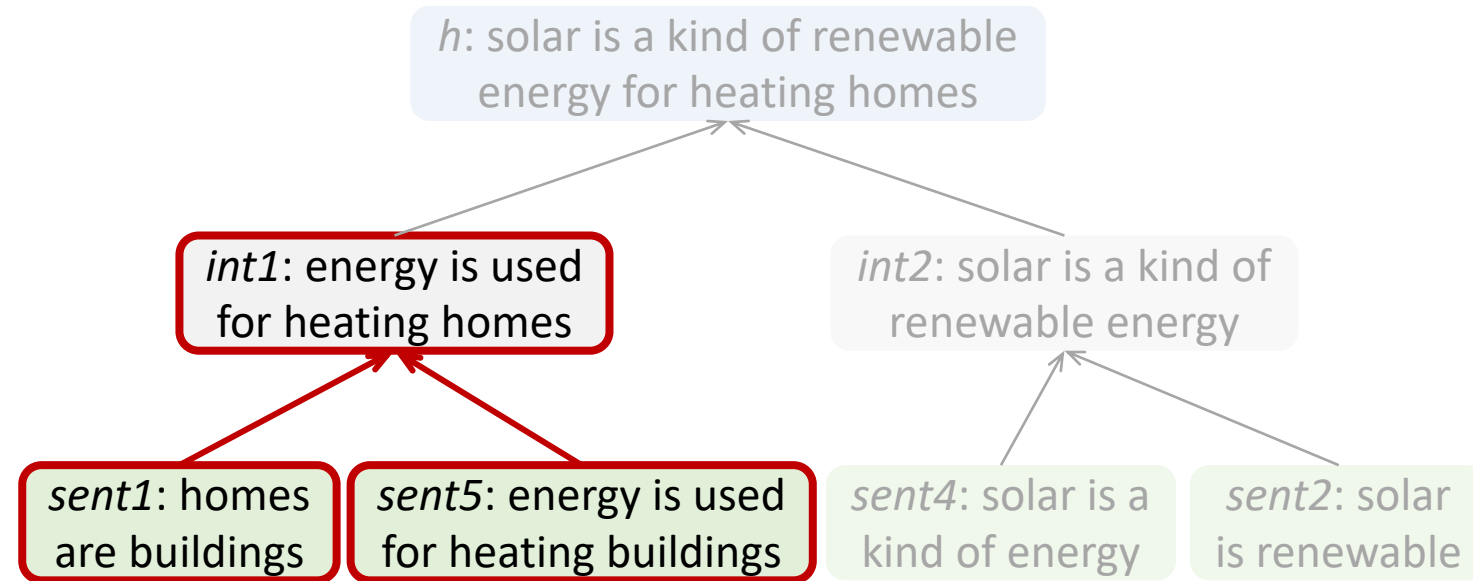 h: solar is a kind of renewable
energy for heating homes
int1: energy is used
for heating homes
int2: solar is a kind of
renewable energy
sent1: homes
are buildings
sent5: energy is used
for heating buildings
sent4: solar is a
kind of energy
sent2: solar
is renewable